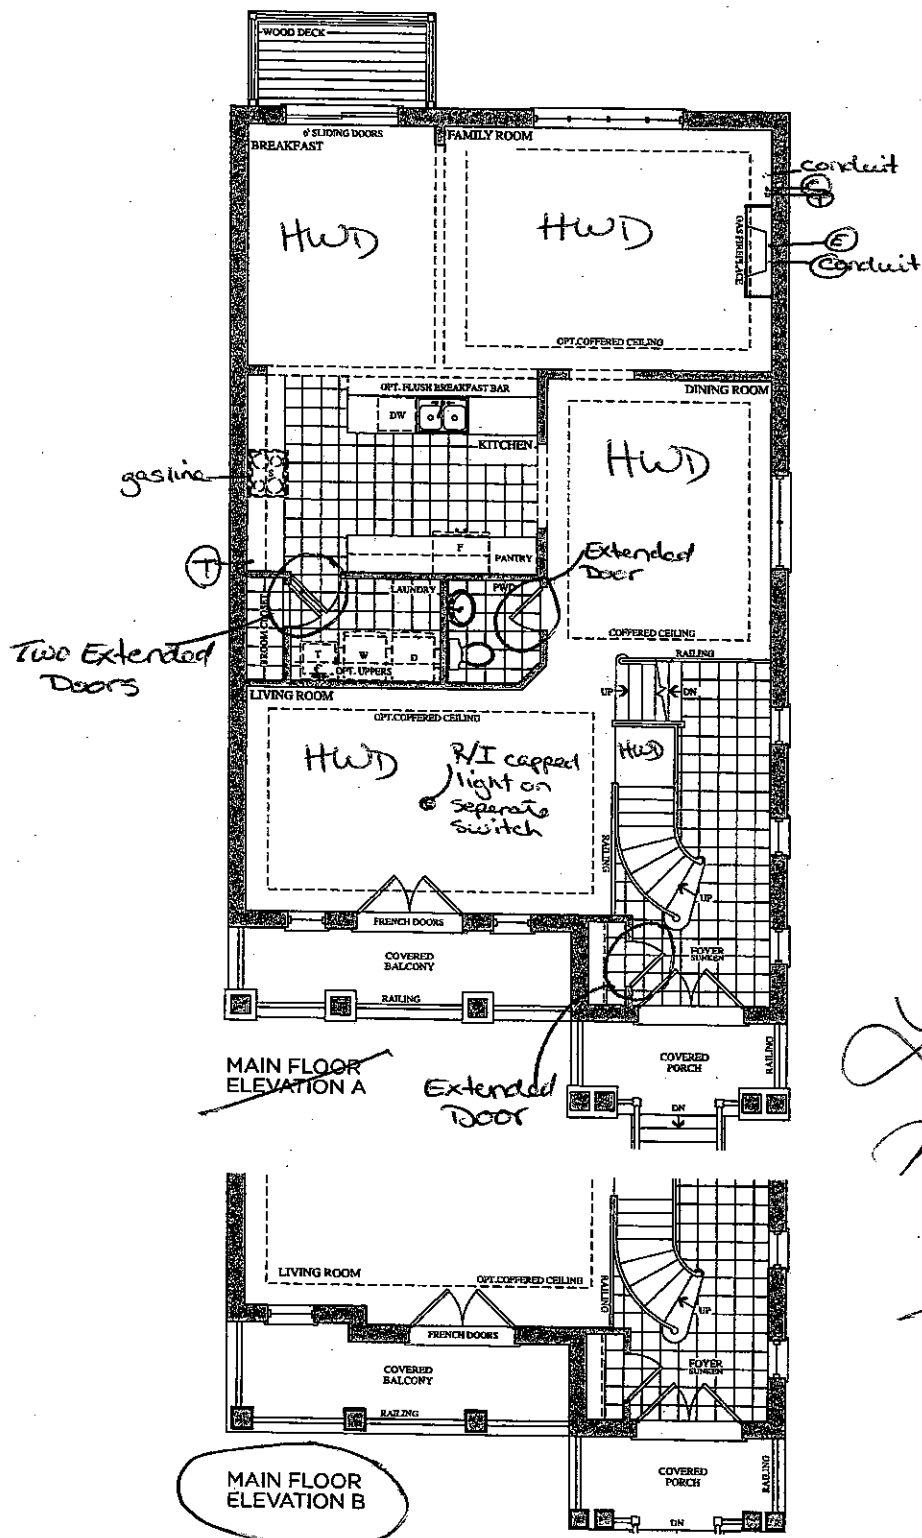 WOOD DECK
6' SLIDING DOORS
BREAKFAST
FAMILY ROOM
conduit
T
HWD
HWD
GAS FIREPLACE
E
conduit
OPT. COFFERED CEILING
OPT. FLUSH BREAKFAST BAR
DINING ROOM
DW
KITCHEN
HWD
gasline
T
F
PANTRY
Extended
Door
LAUNDRY
PWD
BROOM CLOSET
Two Extended
Doors
T
W
D
OPT. UPPERS
COFFERED CEILING
RAILING
LIVING ROOM
UP
DN
OPT. COFFERED CEILING
HWD
R/I capped
light on
seperate
switch
HWD
RAILING
UP
FRENCH DOORS
FOYER
SUNKEN
COVERED
BALCONY
RAILING
MAIN FLOOR
ELEVATION A
Extended
Door
COVERED
PORCH
RAILING
DN
LIVING ROOM
OPT. COFFERED CEILING
RAILING
UP
FRENCH DOORS
FOYER
SUNKEN
COVERED
BALCONY
RAILING
MAIN FLOOR
ELEVATION B
COVERED
PORCH
RAILING
DN